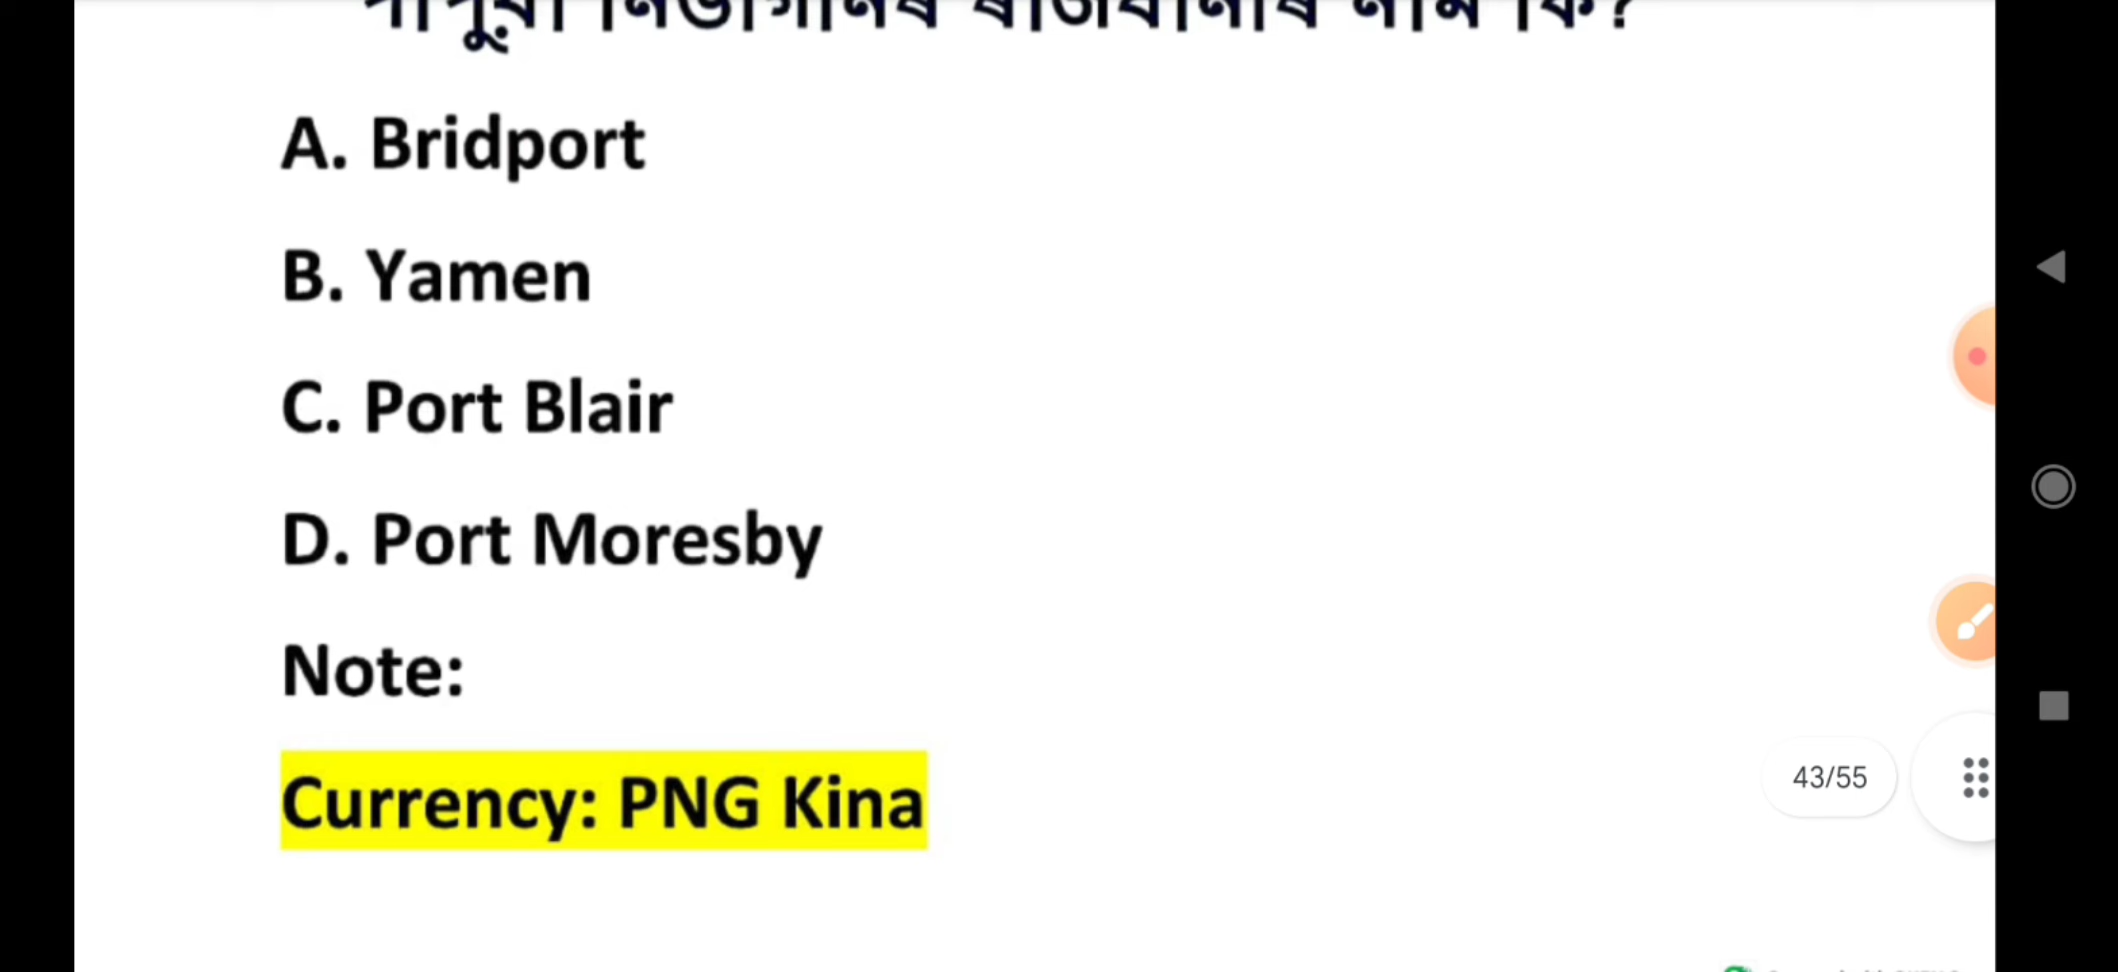 নাম কি?
A. Bridport
B. Yamen
C. Port Blair
D. Port Moresby
Note:
Currency: PNG Kina
43/55